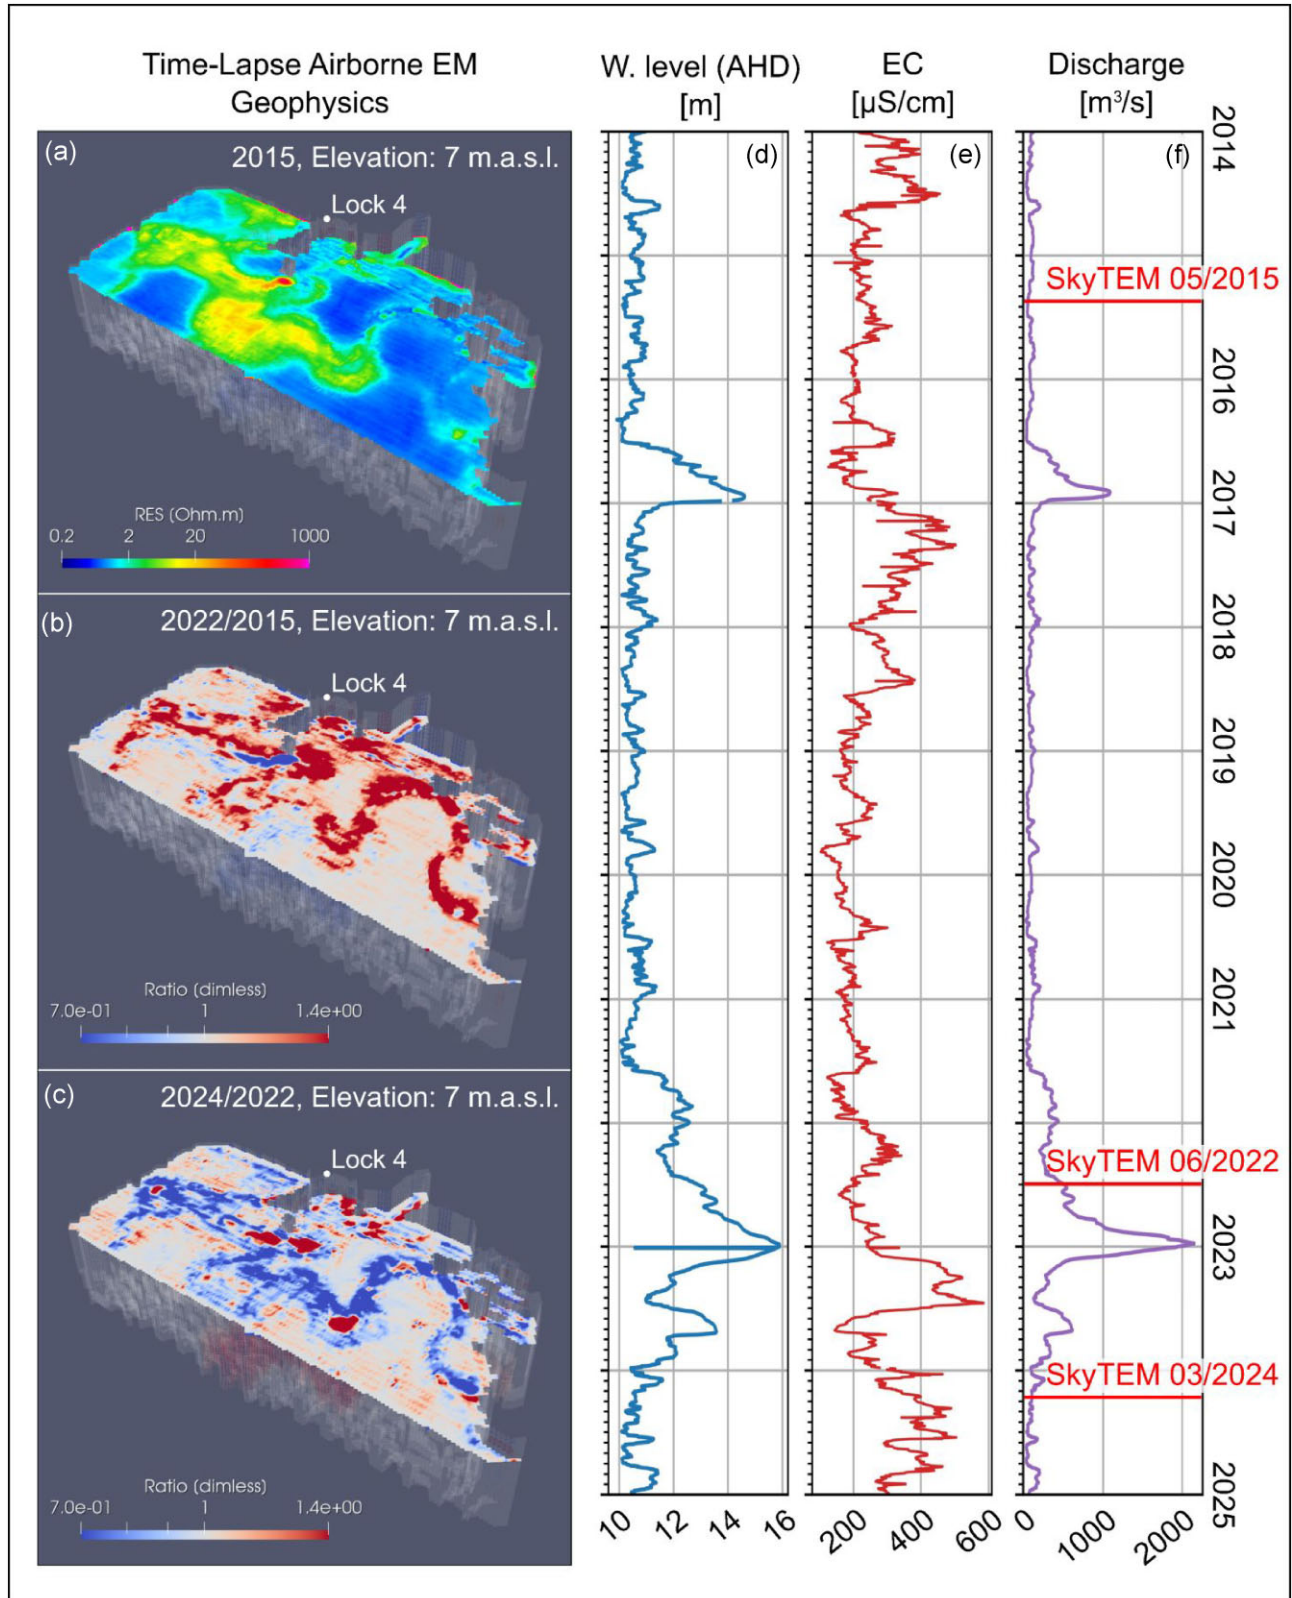 Time-Lapse Airborne EM
Geophysics
W. level (AHD)
[m]
EC
[µS/cm]
Discharge
[m³/s]
(a)
2015, Elevation: 7 m.a.s.l.
Lock 4
RES [Ohm.m]
0.2 2 20 1000
(b)
2022/2015, Elevation: 7 m.a.s.l.
Lock 4
Ratio [dimless]
7.0e-01 1 1.4e+00
(c)
2024/2022, Elevation: 7 m.a.s.l.
Lock 4
Ratio [dimless]
7.0e-01 1 1.4e+00
(d)
10 12 14 16
(e)
200 400 600
(f)
SkyTEM 05/2015
SkyTEM 06/2022
SkyTEM 03/2024
0 1000 2000
2014
2015
2016
2017
2018
2019
2020
2021
2022
2023
2025